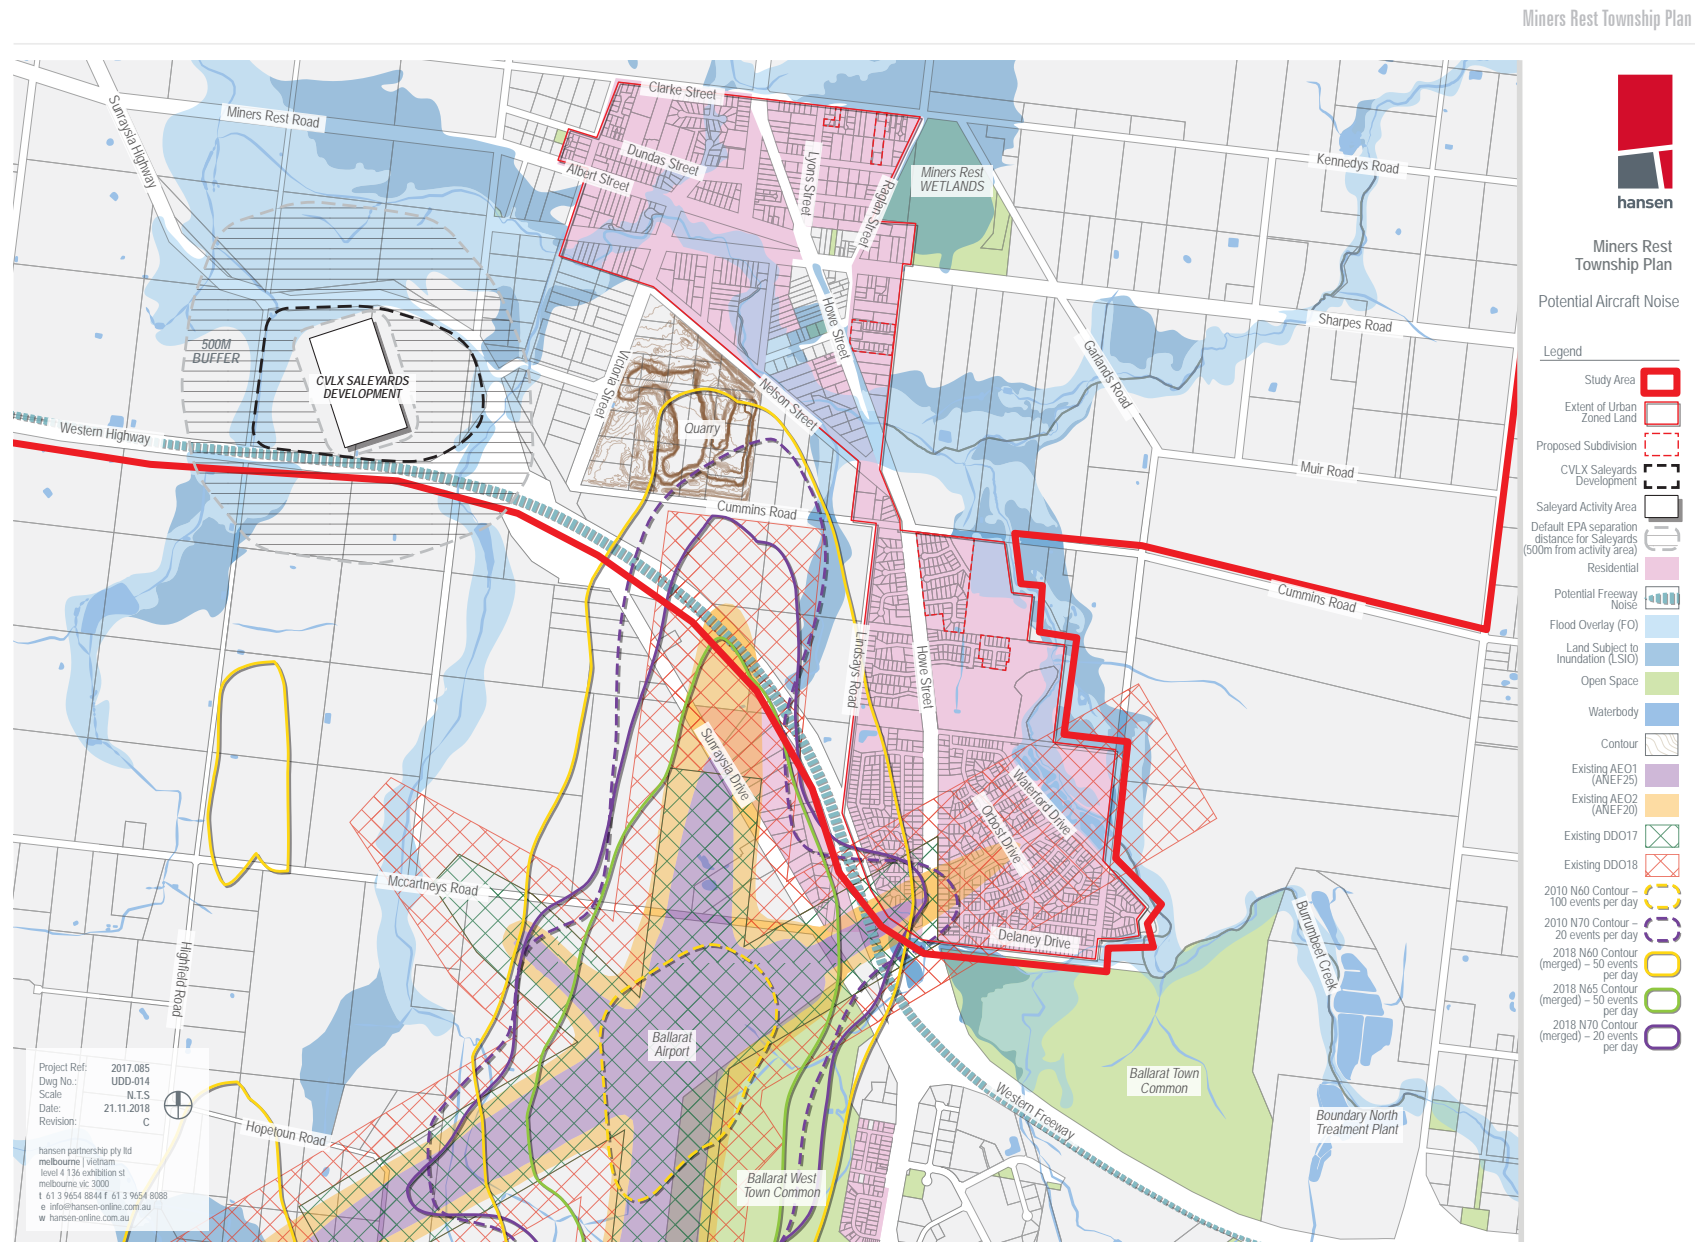 Miners Rest Township Plan
hansen
Miners Rest
Township Plan
Potential Aircraft Noise
Legend
Study Area
Extent of Urban
Zoned Land
Proposed Subdivision
CVLX Saleyards
Development
Saleyard Activity Area
Default EPA separation
distance for Saleyards
(500m from activity area)
Residential
Potential Freeway
Noise
Flood Overlay (FO)
Land Subject to
Inundation (LSIO)
Open Space
Waterbody
Contour
Existing AEO1
(ANEF25)
Existing AEO2
(ANEF20)
Existing DDO17
Existing DDO18
2010 N60 Contour –
100 events per day
2010 N70 Contour –
20 events per day
2018 N60 Contour
(merged) – 50 events
per day
2018 N65 Contour
(merged) – 50 events
per day
2018 N70 Contour
(merged) – 20 events
per day
Clarke Street
Miners Rest Road
Sunraysia Highway
Dundas Street
Albert Street
Lyons Street
Raglan Street
Miners Rest
WETLANDS
Kennedys Road
Sharpes Road
Garlands Road
Howe Street
500M
BUFFER
CVLX SALEYARDS
DEVELOPMENT
Victoria Street
Nelson Street
Quarry
Western Highway
Muir Road
Cummins Road
Cummins Road
Lindsays Road
Howe Street
Sunraysia Drive
Waterford Drive
Orbost Drive
Delaney Drive
Mccartneys Road
Highfield Road
Burrumbeet Creek
Ballarat
Airport
Ballarat Town
Common
Western Freeway
Boundary North
Treatment Plant
Hopetoun Road
Ballarat West
Town Common
Project Ref: 2017.085
Dwg No.: UDD-014
Scale N.T.S
Date: 21.11.2018
Revision: C
hansen partnership pty ltd
melbourne | vietnam
level 4 136 exhibition st
melbourne vic 3000
t 61 3 9654 8844 f 61 3 9654 8088
e info@hansen-online.com.au
w hansen-online.com.au